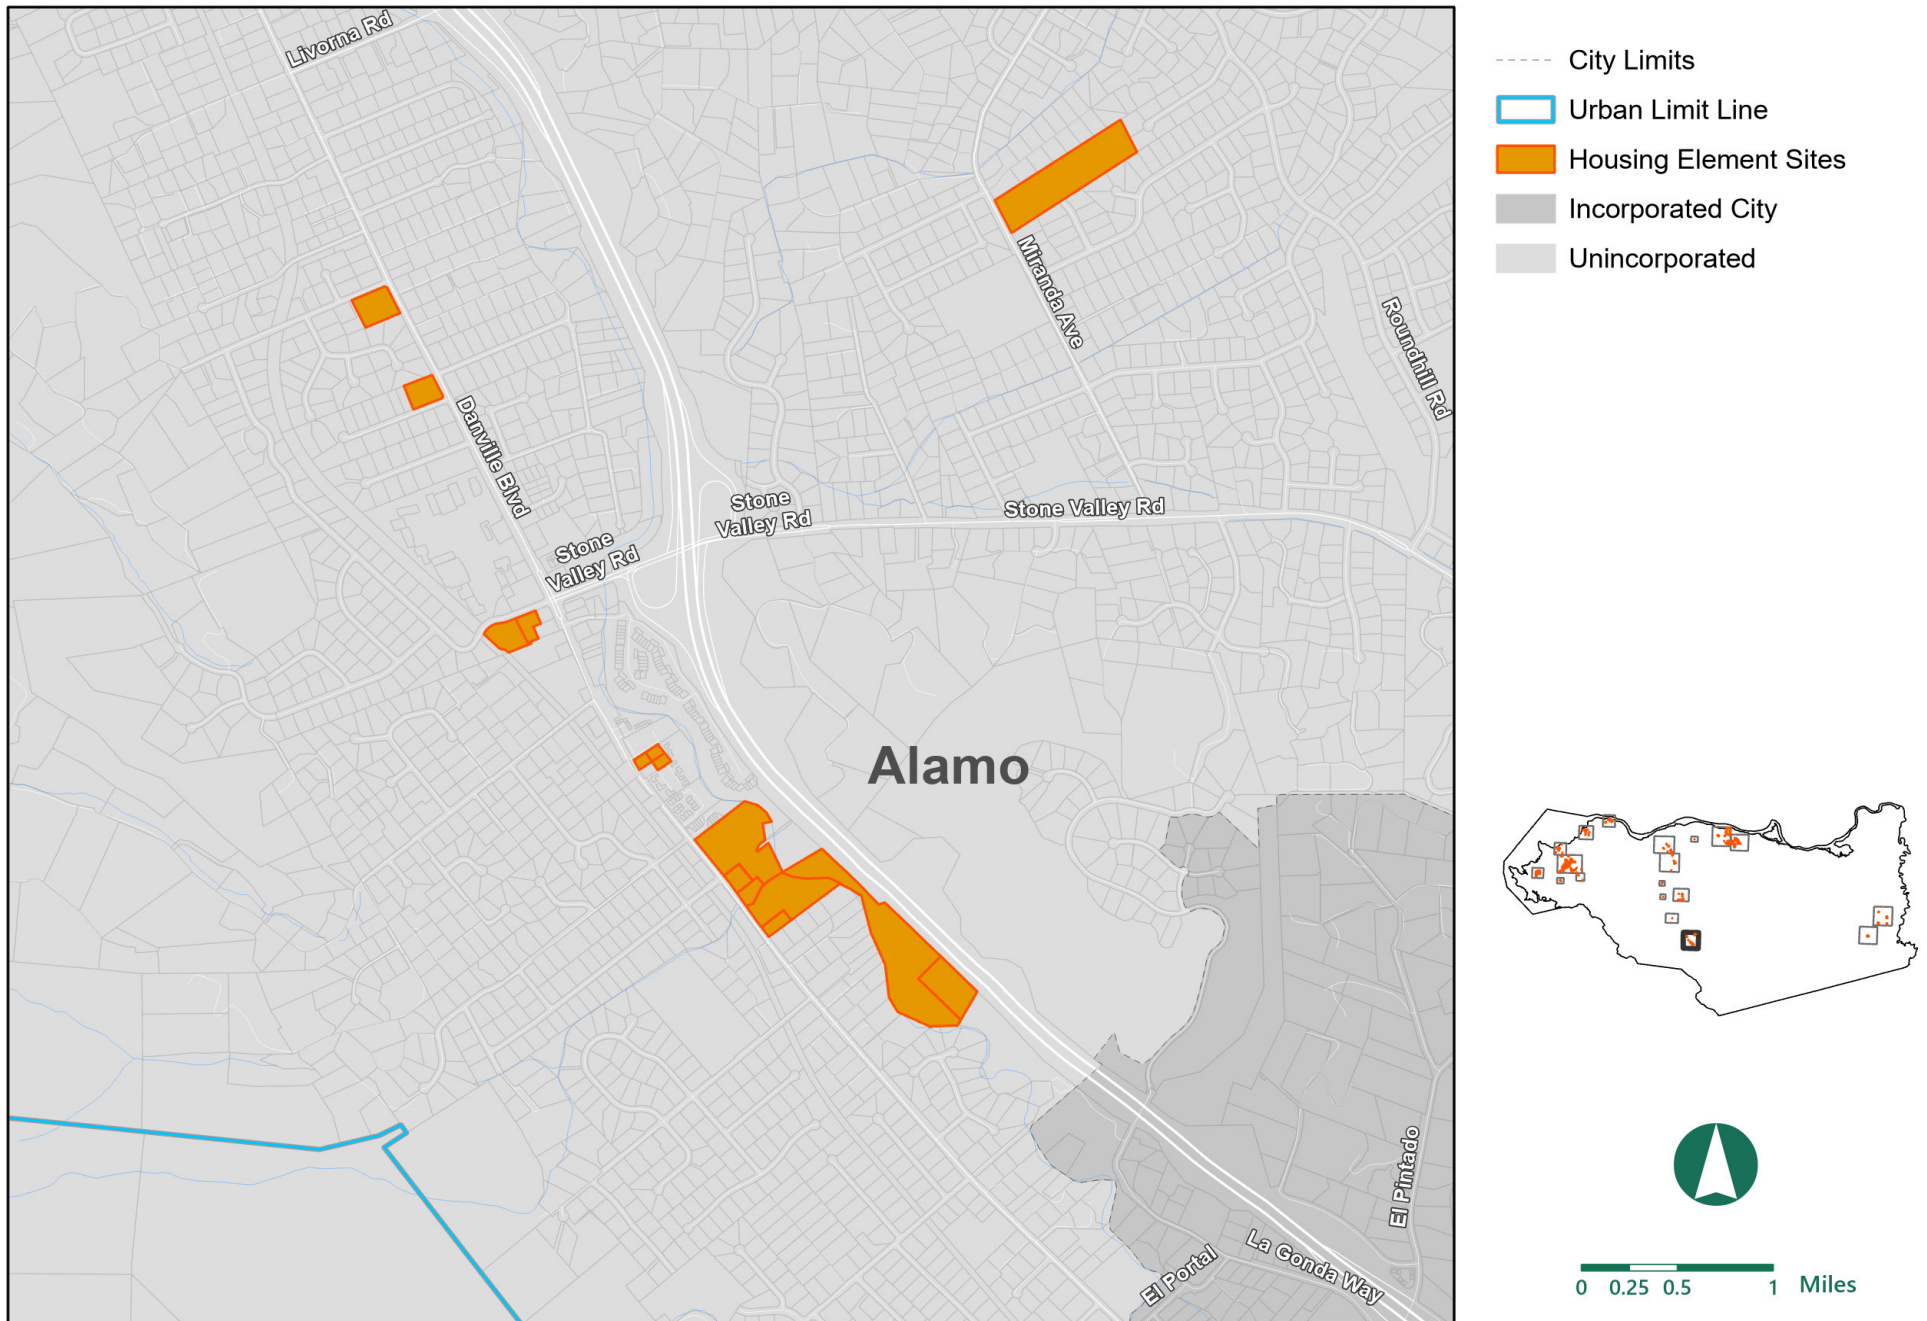 Livorna Rd
Miranda Ave
Roundhill Rd
Danville Blvd
Stone
Valley Rd
Stone
Valley Rd
Stone Valley Rd
Alamo
El Pintado
El Portal
La Gonda Way
City Limits
Urban Limit Line
Housing Element Sites
Incorporated City
Unincorporated
0 0.25 0.5 1 Miles